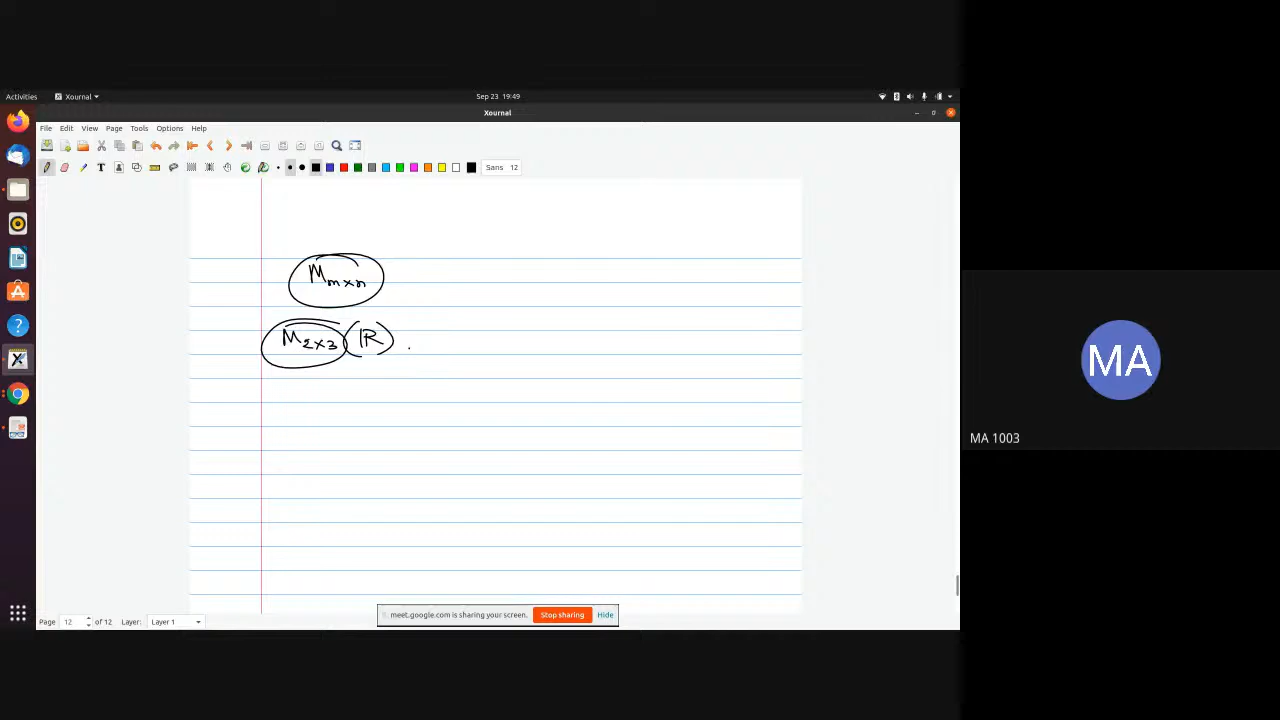 Activities Xournal Sep 23 19:49
Xournal
File Edit View Page Tools Options Help
Sans 12
M m×n
M 2×3 (ℝ) .
MA
MA 1003
meet.google.com is sharing your screen. Stop sharing Hide
Page 12 of 12 Layer: Layer 1